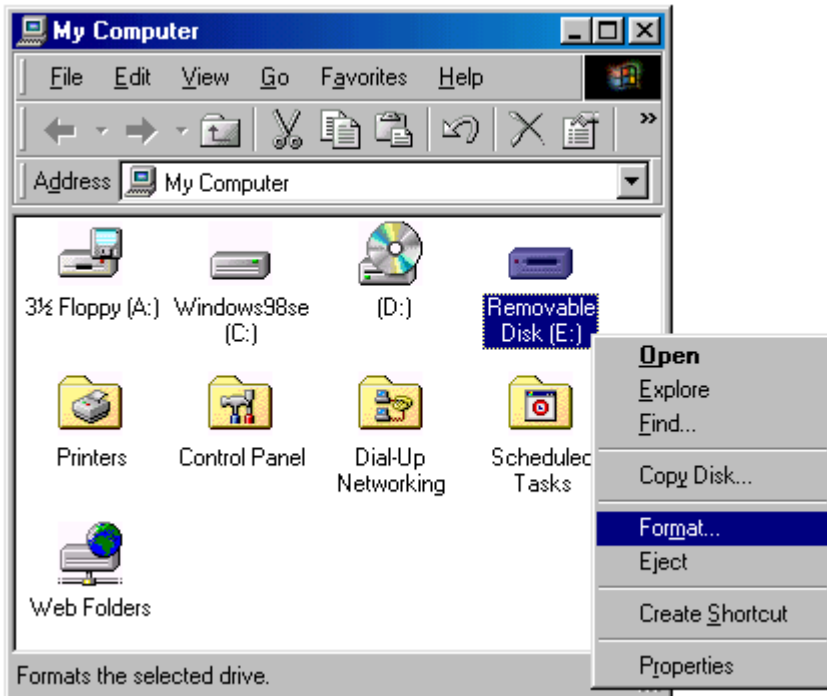 My Computer
File Edit View Go Favorites Help
»
Address My Computer
3½ Floppy (A:) Windows98se (D:) Removable
(C:) Disk (E:)
Open
Explore
Find...
Printers Control Panel Dial-Up Scheduled
Networking Tasks
Copy Disk...
Format...
Eject
Web Folders
Create Shortcut
Properties
Formats the selected drive.